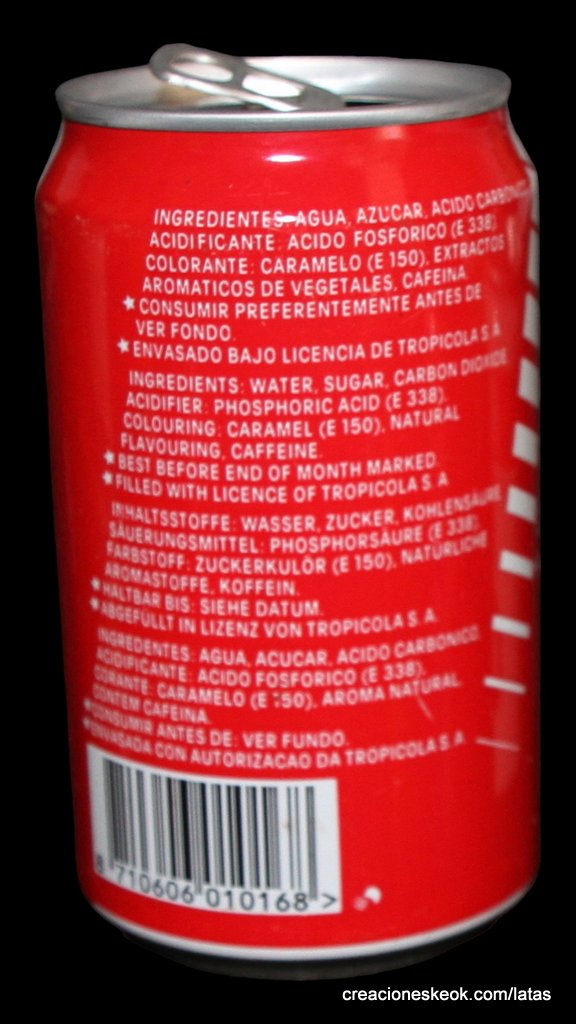 INGREDIENTES: AGUA, AZUCAR, ACIDO CARBONICO,
ACIDIFICANTE: ACIDO FOSFORICO (E 338),
COLORANTE: CARAMELO (E 150), EXTRACTOS
AROMATICOS DE VEGETALES, CAFEINA.
★ CONSUMIR PREFERENTEMENTE ANTES DE
VER FONDO.
★ ENVASADO BAJO LICENCIA DE TROPICOLA S.A.
INGREDIENTS: WATER, SUGAR, CARBON DIOXIDE
ACIDIFIER: PHOSPHORIC ACID (E 338),
COLOURING: CARAMEL (E 150), NATURAL
FLAVOURING, CAFFEINE.
★ BEST BEFORE END OF MONTH MARKED.
★ FILLED WITH LICENCE OF TROPICOLA S.A.
INHALTSSTOFFE: WASSER, ZUCKER, KOHLENSÄURE
SÄUERUNGSMITTEL: PHOSPHORSÄURE (E 338),
FARBSTOFF: ZUCKERKULÖR (E 150), NATÜRLICHE
AROMASTOFFE, KOFFEIN.
★ HALTBAR BIS: SIEHE DATUM.
★ ABGEFÜLLT IN LIZENZ VON TROPICOLA S.A.
INGREDENTES: AGUA, ACUCAR, ACIDO CARBONICO.
ACIDIFICANTE: ACIDO FOSFORICO (E 338),
CORANTE: CARAMELO (E 150), AROMA NATURAL.
CONTEM CAFEINA.
★ CONSUMIR ANTES DE: VER FUNDO.
★ ENVASADA CON AUTORIZACAO DA TROPICOLA S.A.
8 710606 010168 >
creacioneskeok.com/latas